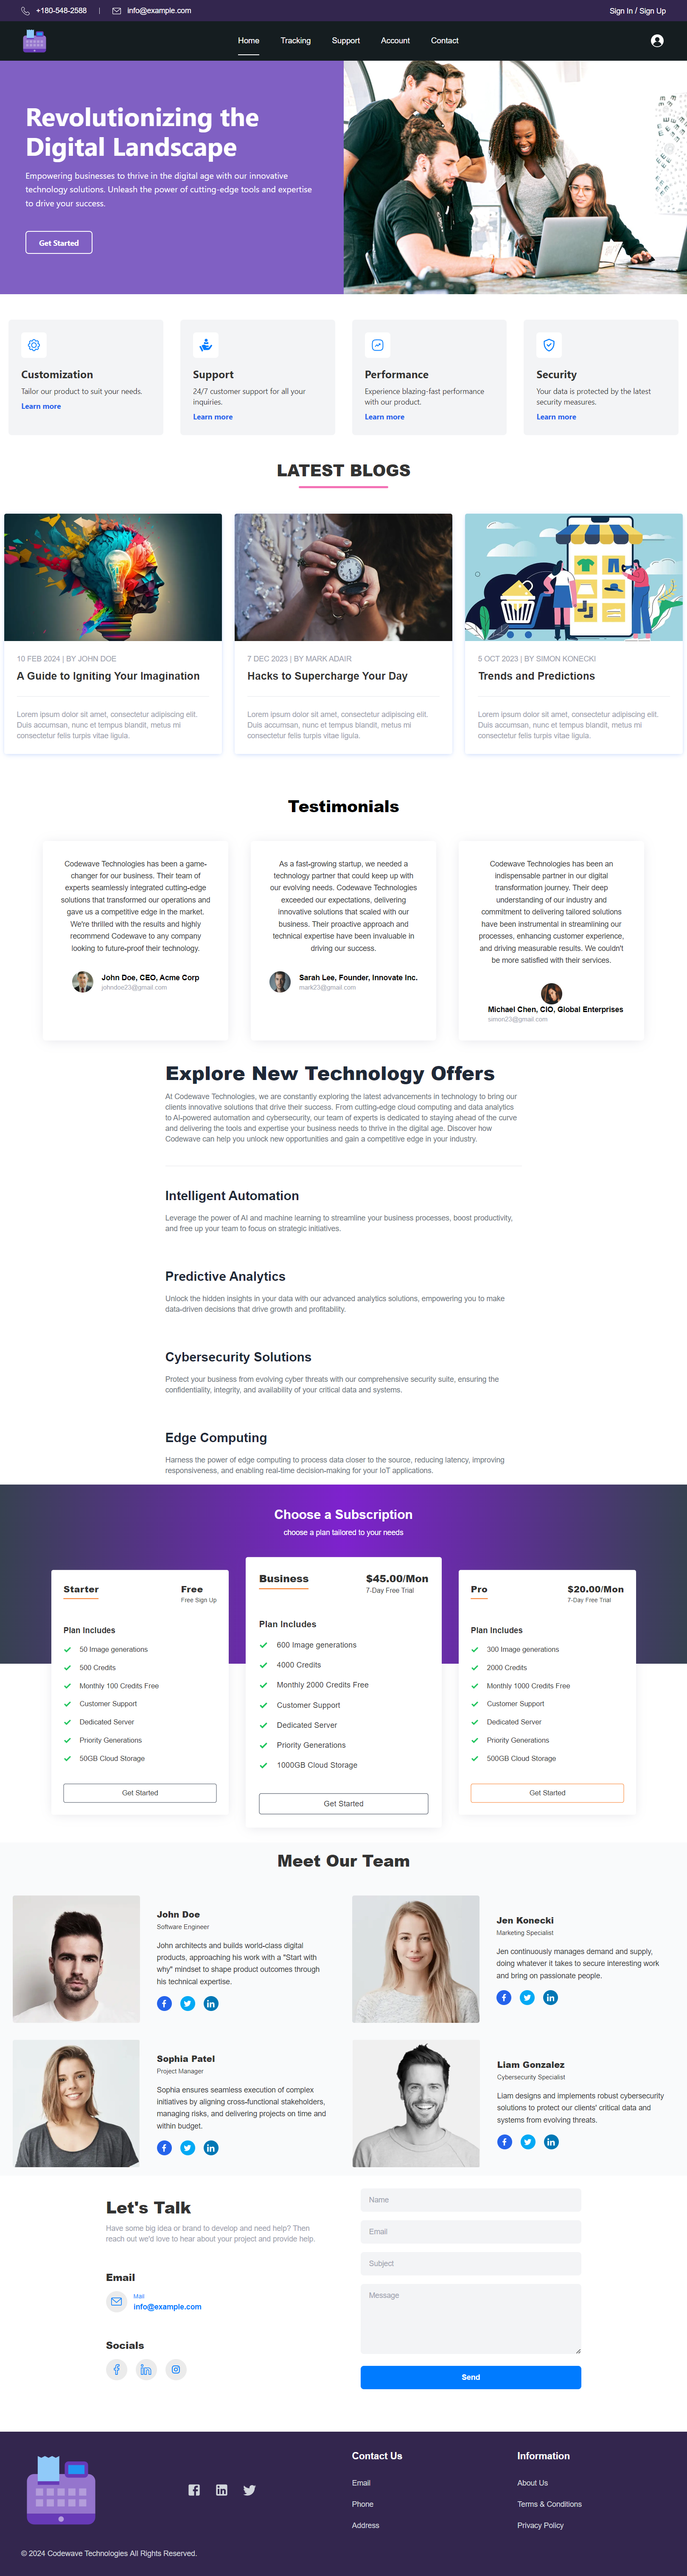 +180-548-2588 | info@example.com
Sign In / Sign Up
Home Tracking Support Account Contact
Revolutionizing the
Digital Landscape
Empowering businesses to thrive in the digital age with our innovative
technology solutions. Unleash the power of cutting-edge tools and expertise
to drive your success.
Get Started
Customization
Tailor our product to suit your needs.
Learn more
Support
24/7 customer support for all your
inquiries.
Learn more
Performance
Experience blazing-fast performance
with our product.
Learn more
Security
Your data is protected by the latest
security measures.
Learn more
LATEST BLOGS
10 FEB 2024 | BY JOHN DOE
A Guide to Igniting Your Imagination
Lorem ipsum dolor sit amet, consectetur adipiscing elit.
Duis accumsan, nunc et tempus blandit, metus mi
consectetur felis turpis vitae ligula.
7 DEC 2023 | BY MARK ADAIR
Hacks to Supercharge Your Day
Lorem ipsum dolor sit amet, consectetur adipiscing elit.
Duis accumsan, nunc et tempus blandit, metus mi
consectetur felis turpis vitae ligula.
5 OCT 2023 | BY SIMON KONECKI
Trends and Predictions
Lorem ipsum dolor sit amet, consectetur adipiscing elit.
Duis accumsan, nunc et tempus blandit, metus mi
consectetur felis turpis vitae ligula.
Testimonials
Codewave Technologies has been a game-
changer for our business. Their team of
experts seamlessly integrated cutting-edge
solutions that transformed our operations and
gave us a competitive edge in the market.
We're thrilled with the results and highly
recommend Codewave to any company
looking to future-proof their technology.
John Doe, CEO, Acme Corp
johndoe23@gmail.com
As a fast-growing startup, we needed a
technology partner that could keep up with
our evolving needs. Codewave Technologies
exceeded our expectations, delivering
innovative solutions that scaled with our
business. Their proactive approach and
technical expertise have been invaluable in
driving our success.
Sarah Lee, Founder, Innovate Inc.
mark23@gmail.com
Codewave Technologies has been an
indispensable partner in our digital
transformation journey. Their deep
understanding of our industry and
commitment to delivering tailored solutions
have been instrumental in streamlining our
processes, enhancing customer experience,
and driving measurable results. We couldn't
be more satisfied with their services.
Michael Chen, CIO, Global Enterprises
simon23@gmail.com
Explore New Technology Offers
At Codewave Technologies, we are constantly exploring the latest advancements in technology to bring our
clients innovative solutions that drive their success. From cutting-edge cloud computing and data analytics
to AI-powered automation and cybersecurity, our team of experts is dedicated to staying ahead of the curve
and delivering the tools and expertise your business needs to thrive in the digital age. Discover how
Codewave can help you unlock new opportunities and gain a competitive edge in your industry.
Intelligent Automation
Leverage the power of AI and machine learning to streamline your business processes, boost productivity,
and free up your team to focus on strategic initiatives.
Predictive Analytics
Unlock the hidden insights in your data with our advanced analytics solutions, empowering you to make
data-driven decisions that drive growth and profitability.
Cybersecurity Solutions
Protect your business from evolving cyber threats with our comprehensive security suite, ensuring the
confidentiality, integrity, and availability of your critical data and systems.
Edge Computing
Harness the power of edge computing to process data closer to the source, reducing latency, improving
responsiveness, and enabling real-time decision-making for your IoT applications.
Choose a Subscription
choose a plan tailored to your needs
Starter
Free
Free Sign Up
Plan Includes
50 Image generations
500 Credits
Monthly 100 Credits Free
Customer Support
Dedicated Server
Priority Generations
50GB Cloud Storage
Get Started
Business
$45.00/Mon
7-Day Free Trial
Plan Includes
600 Image generations
4000 Credits
Monthly 2000 Credits Free
Customer Support
Dedicated Server
Priority Generations
1000GB Cloud Storage
Get Started
Pro
$20.00/Mon
7-Day Free Trial
Plan Includes
300 Image generations
2000 Credits
Monthly 1000 Credits Free
Customer Support
Dedicated Server
Priority Generations
500GB Cloud Storage
Get Started
Meet Our Team
John Doe
Software Engineer
John architects and builds world-class digital
products, approaching his work with a "Start with
why" mindset to shape product outcomes through
his technical expertise.
Jen Konecki
Marketing Specialist
Jen continuously manages demand and supply,
doing whatever it takes to secure interesting work
and bring on passionate people.
Sophia Patel
Project Manager
Sophia ensures seamless execution of complex
initiatives by aligning cross-functional stakeholders,
managing risks, and delivering projects on time and
within budget.
Liam Gonzalez
Cybersecurity Specialist
Liam designs and implements robust cybersecurity
solutions to protect our clients' critical data and
systems from evolving threats.
Let's Talk
Have some big idea or brand to develop and need help? Then
reach out we'd love to hear about your project and provide help.
Email
Mail
info@example.com
Socials
Name
Email
Subject
Message
Send
Contact Us
Email
Phone
Address
Information
About Us
Terms & Conditions
Privacy Policy
© 2024 Codewave Technologies All Rights Reserved.